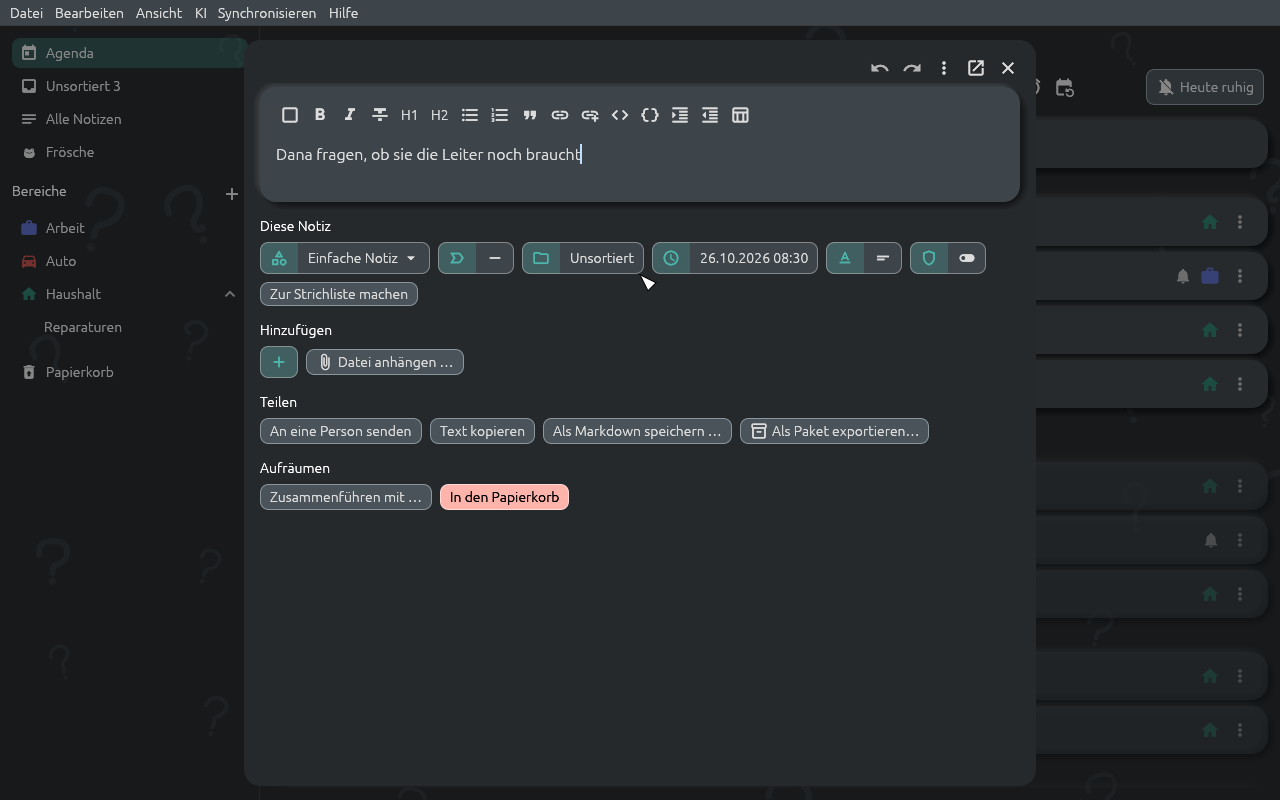 Datei Bearbeiten Ansicht KI Synchronisieren Hilfe
Agenda
Unsortiert 3
Alle Notizen
Frösche
Bereiche
Arbeit
Auto
Haushalt
Reparaturen
Papierkorb
Heute ruhig
B I S H1 H2
Dana fragen, ob sie die Leiter noch braucht
Diese Notiz
Einfache Notiz Unsortiert 26.10.2026 08:30
Zur Strichliste machen
Hinzufügen
Datei anhängen …
Teilen
An eine Person senden Text kopieren Als Markdown speichern … Als Paket exportieren…
Aufräumen
Zusammenführen mit … In den Papierkorb